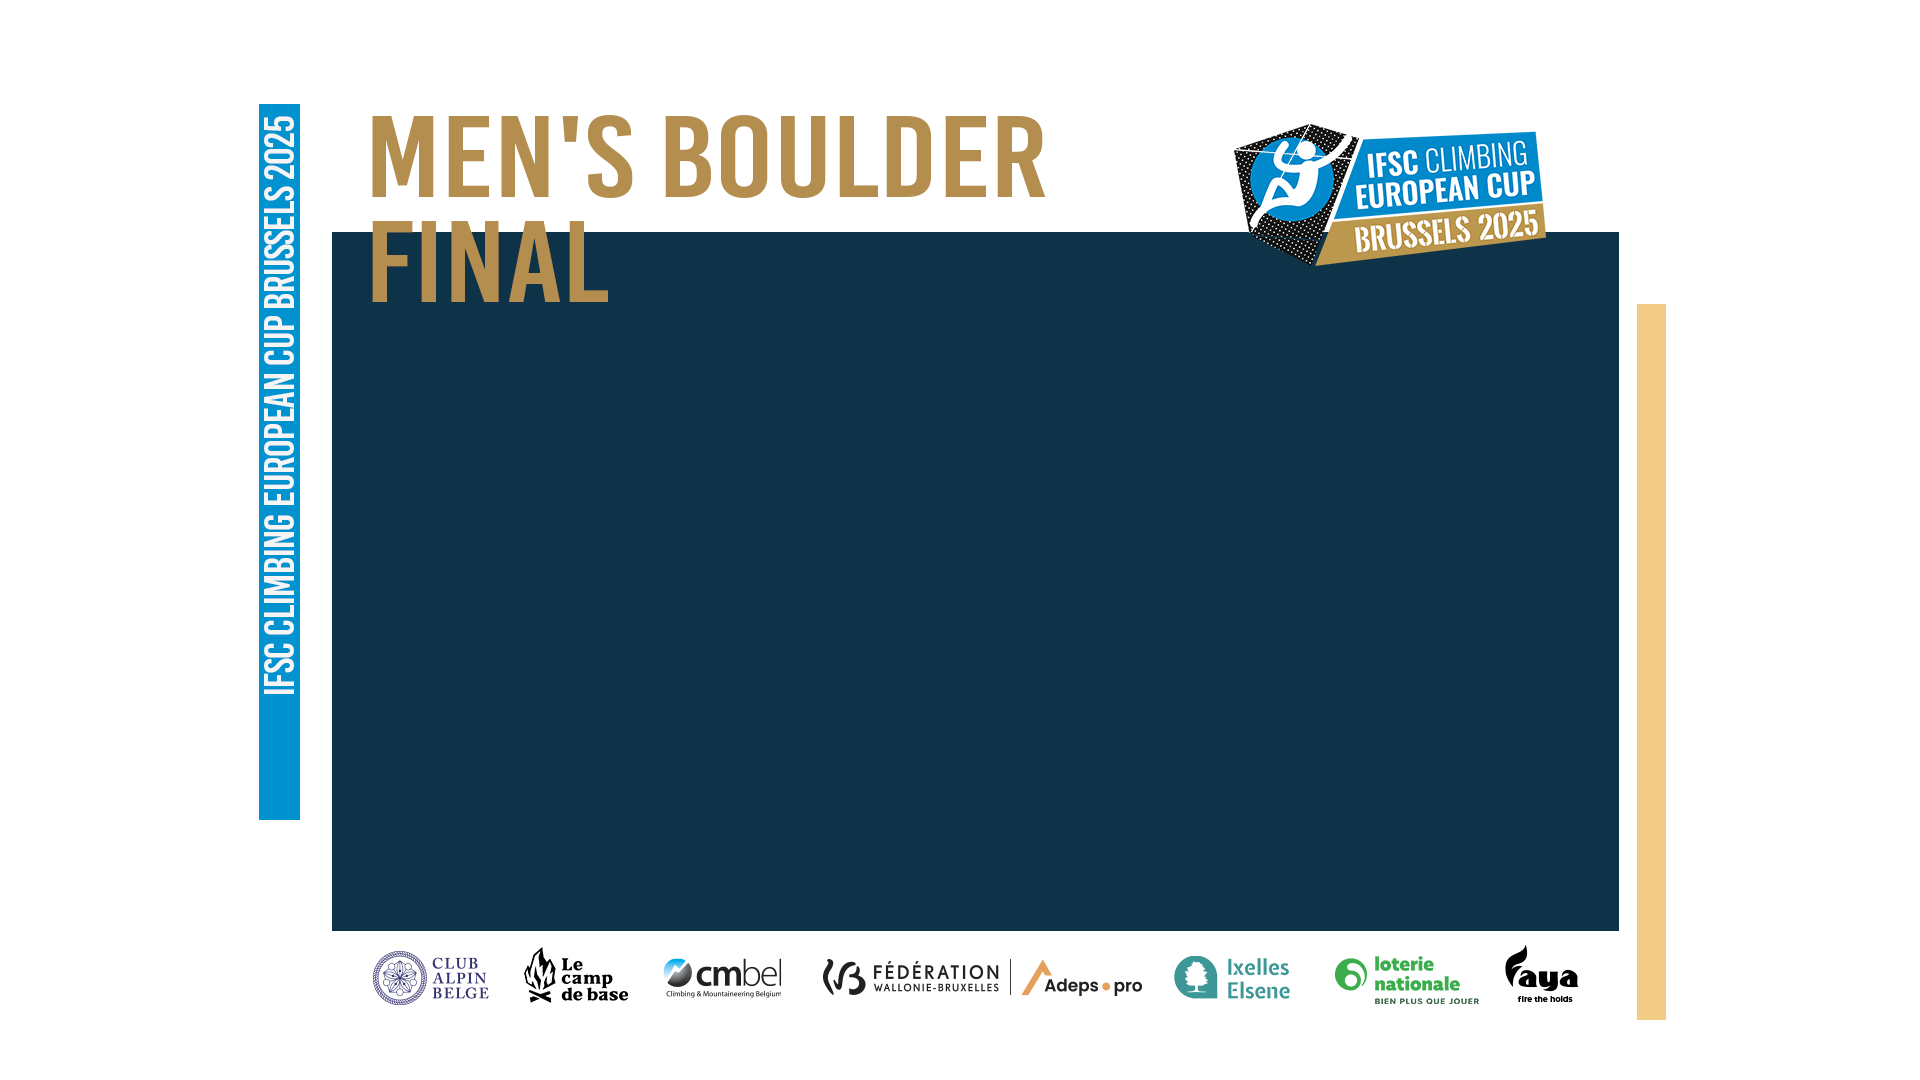 IFSC CLIMBING EUROPEAN CUP BRUSSELS 2025
MEN'S BOULDER
FINAL
IFSC CLIMBING
EUROPEAN CUP
BRUSSELS 2025
CLUB
ALPIN
BELGE
Le
camp
de base
cmbel
Climbing & Mountaineering Belgium
FÉDÉRATION
WALLONIE-BRUXELLES
Adeps•pro
Ixelles
Elsene
loterie
nationale
BIEN PLUS QUE JOUER
Faya
fire the holds